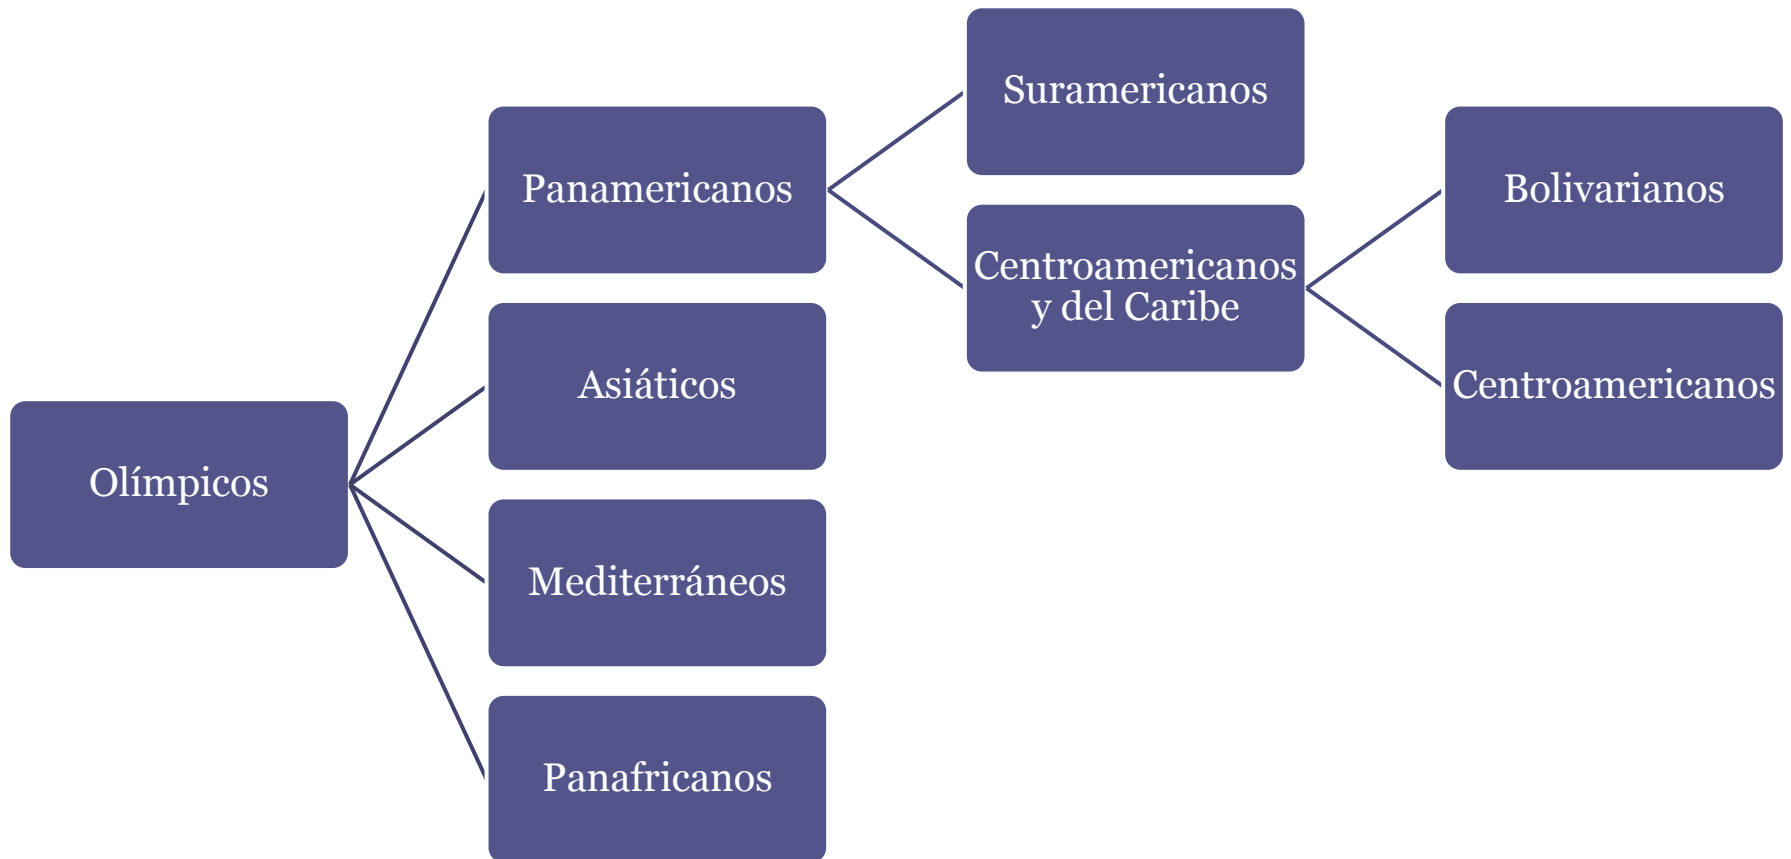 Olímpicos
Panamericanos
Asiáticos
Mediterráneos
Panafricanos
Suramericanos
Centroamericanos
y del Caribe
Bolivarianos
Centroamericanos